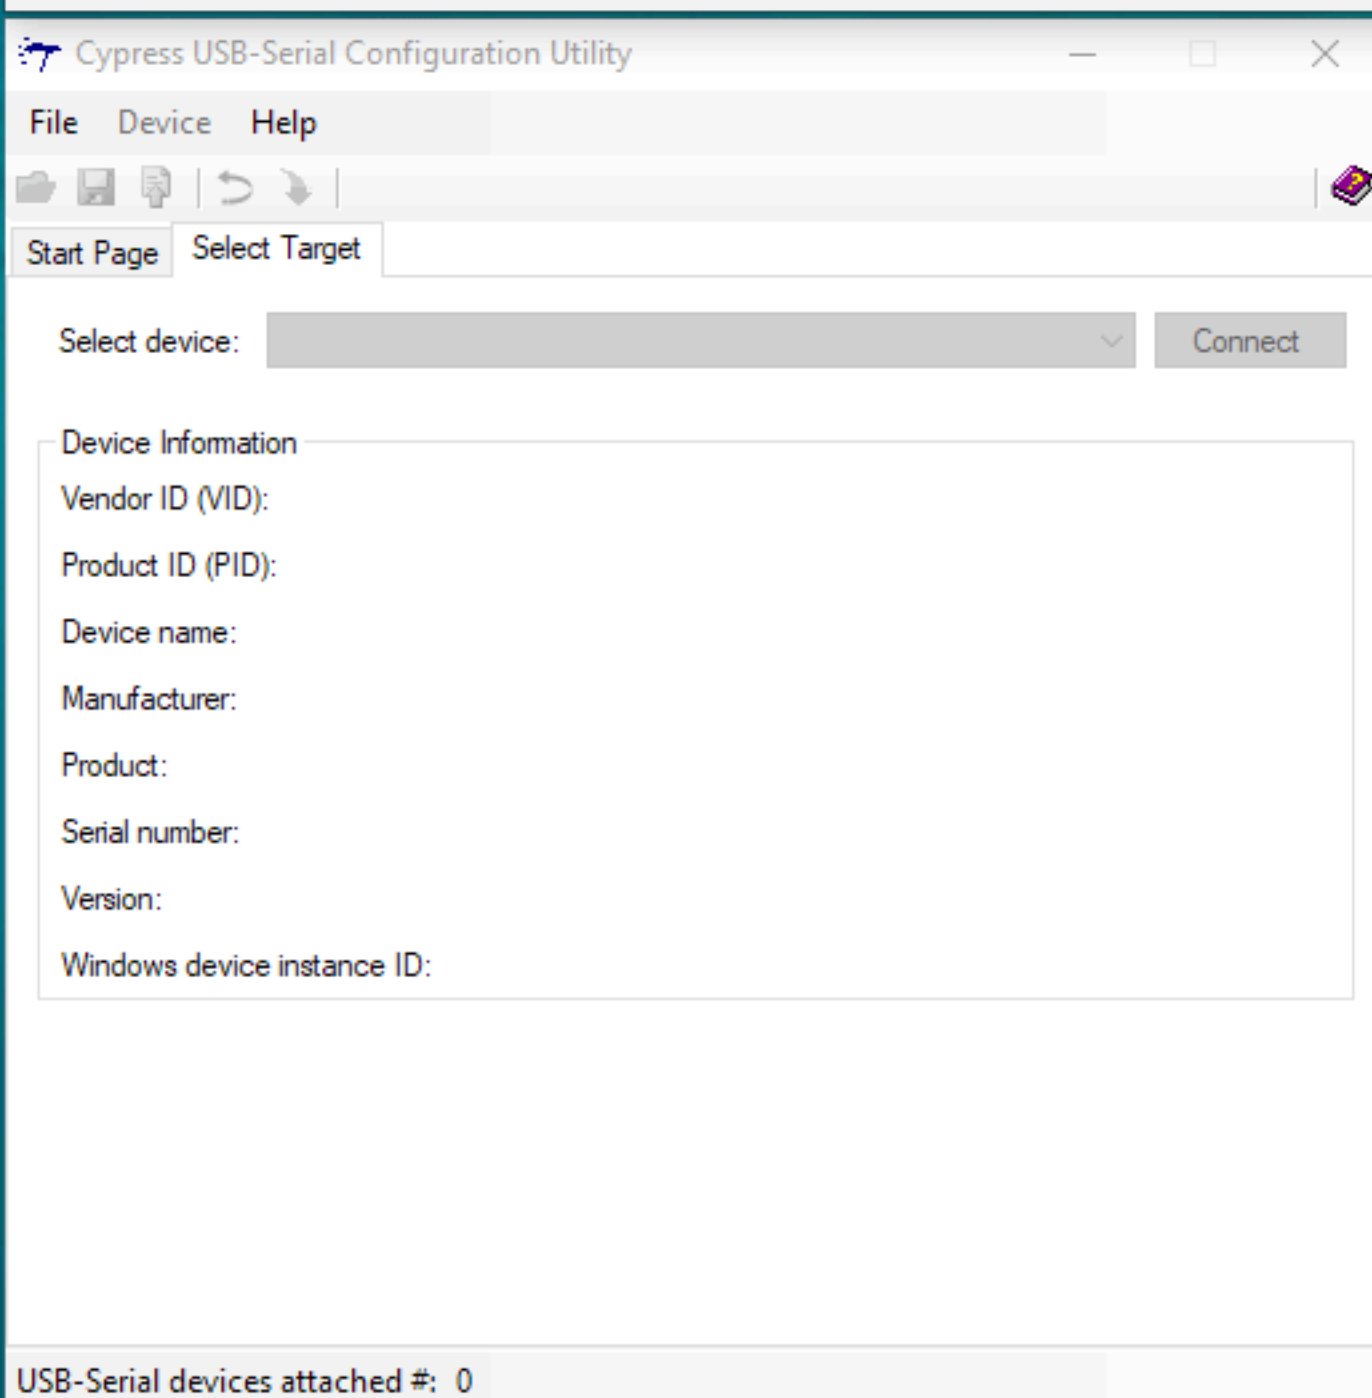 Cypress USB-Serial Configuration Utility
File Device Help
Start Page Select Target
Select device: Connect
Device Information
Vendor ID (VID):
Product ID (PID):
Device name:
Manufacturer:
Product:
Serial number:
Version:
Windows device instance ID:
USB-Serial devices attached #: 0